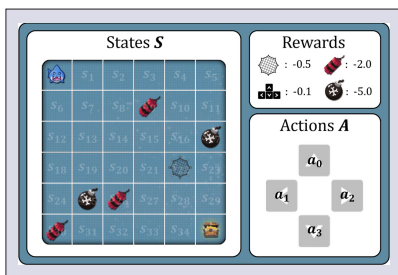 States S
S1 S2 S3 S4 S5
S6 S7 S8 S10 S11
S12 S13 S14 S15 S16
S18 S19 S20 S21 S23
S24 S27 S28 S29
S31 S32 S33 S34
Rewards
: -0.5 : -2.0
: -0.1 : -5.0
Actions A
a0
a1 a2
a3